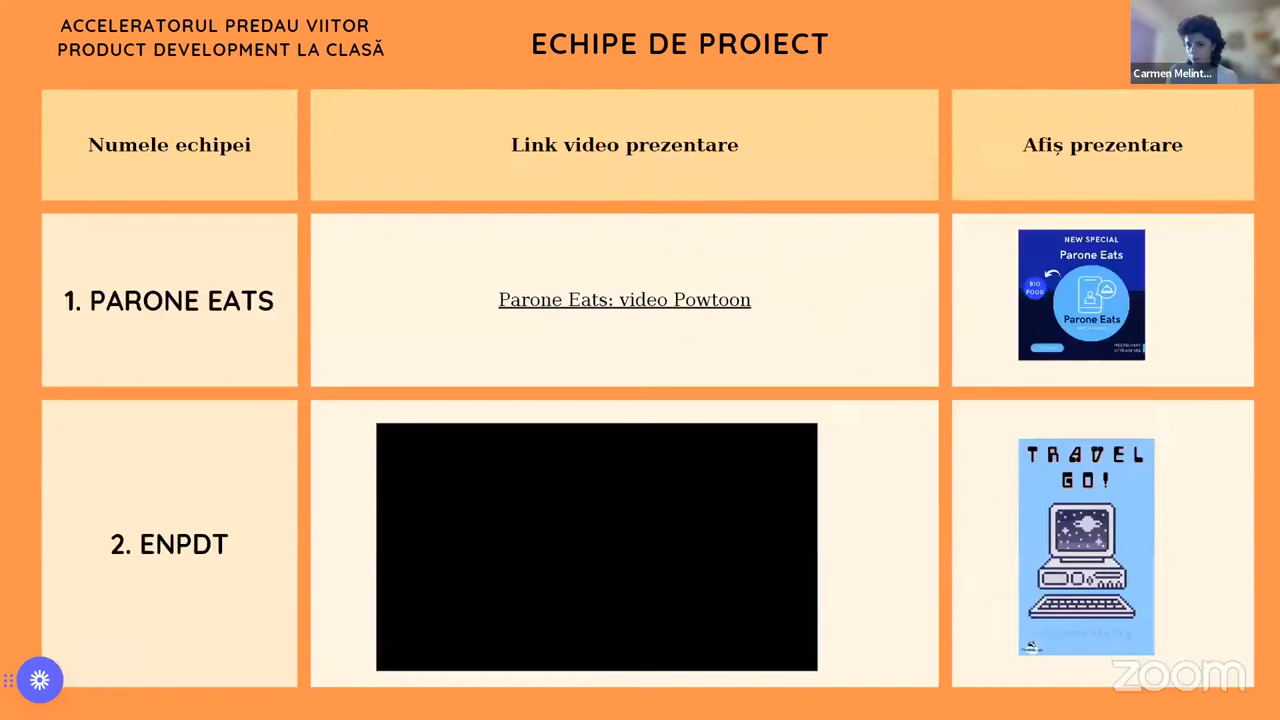 ACCELERATORUL PREDAU VIITOR
PRODUCT DEVELOPMENT LA CLASĂ
ECHIPE DE PROIECT
Carmen Melint...
Numele echipei
Link video prezentare
Afiș prezentare
1. PARONE EATS
Parone Eats: video Powtoon
NEW SPECIAL
Parone Eats
BIO
FOOD
Parone Eats
2. ENPDT
TRAVEL
GO!
zoom